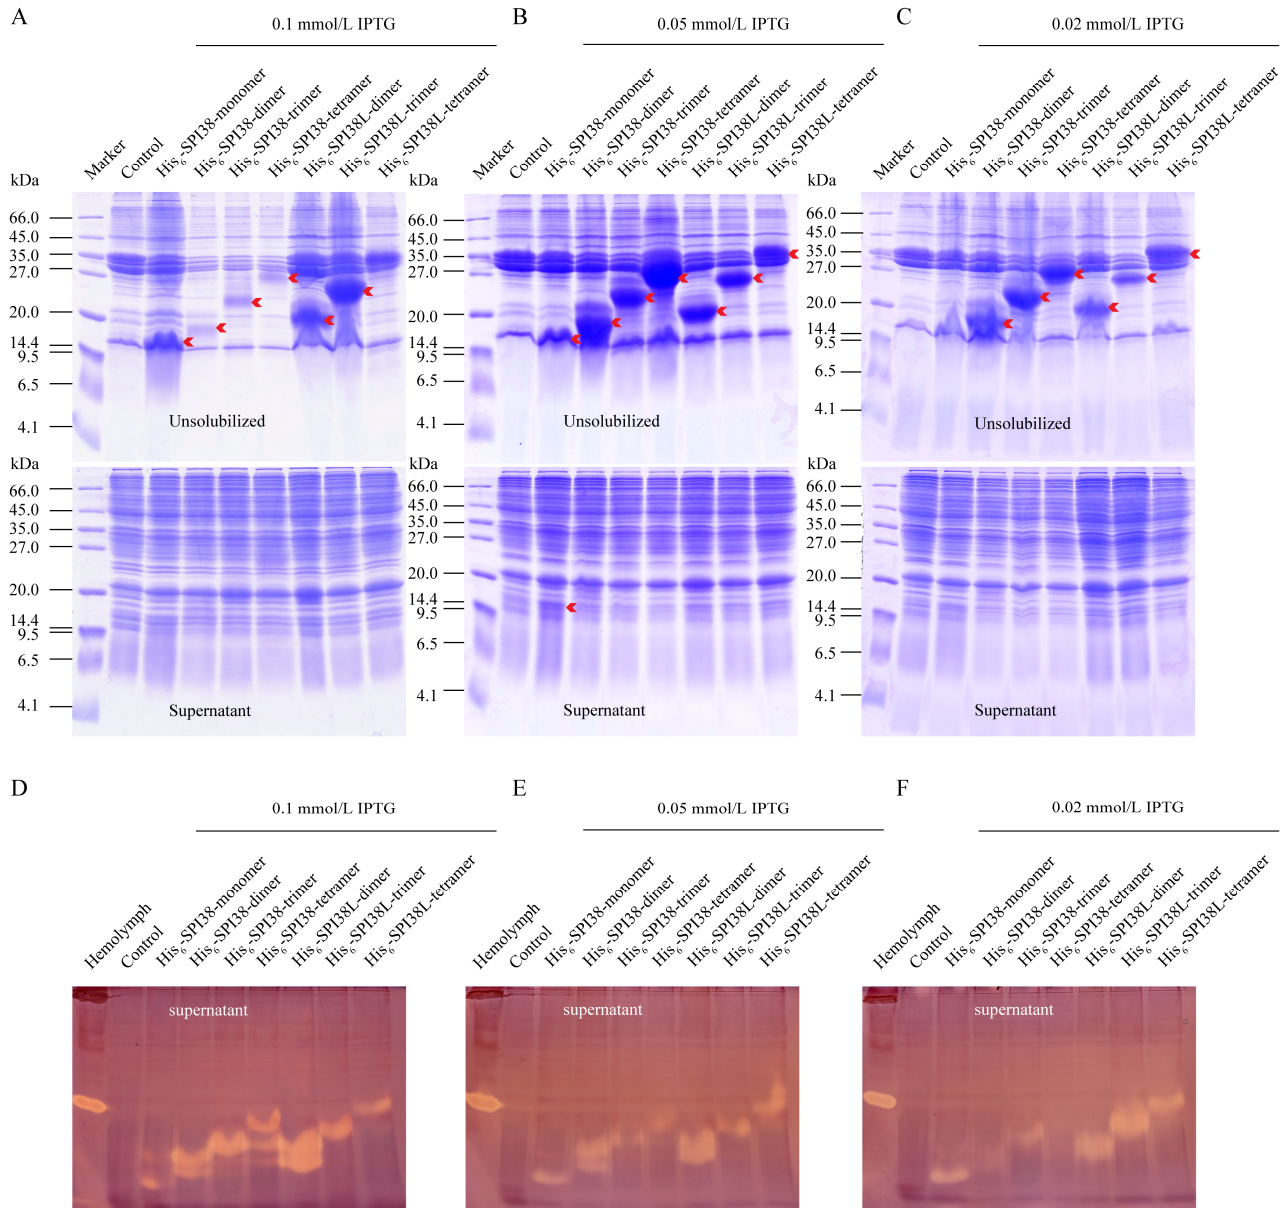 A
0.1 mmol/L IPTG
B
0.05 mmol/L IPTG
C
0.02 mmol/L IPTG
Marker
Control
His6-SPI38-monomer
His6-SPI38-dimer
His6-SPI38-trimer
His6-SPI38-tetramer
His6-SPI38L-dimer
His6-SPI38L-trimer
His6-SPI38L-tetramer
Marker
Control
His6-SPI38-monomer
His6-SPI38-dimer
His6-SPI38-trimer
His6-SPI38-tetramer
His6-SPI38L-dimer
His6-SPI38L-trimer
His6-SPI38L-tetramer
Marker
Control
His6-SPI38-monomer
His6-SPI38-dimer
His6-SPI38-trimer
His6-SPI38-tetramer
His6-SPI38L-dimer
His6-SPI38L-trimer
His6-SPI38L-tetramer
kDa
66.0
45.0
35.0
27.0
20.0
14.4
9.5
6.5
4.1
Unsolubilized
kDa
66.0
45.0
35.0
27.0
20.0
14.4
9.5
6.5
4.1
Unsolubilized
kDa
66.0
45.0
35.0
27.0
20.0
14.4
9.5
6.5
4.1
Unsolubilized
kDa
66.0
45.0
35.0
27.0
20.0
14.4
9.5
6.5
4.1
Supernatant
kDa
66.0
45.0
35.0
27.0
20.0
14.4
9.5
6.5
4.1
Supernatant
kDa
66.0
45.0
35.0
27.0
20.0
14.4
9.5
6.5
4.1
Supernatant
D
0.1 mmol/L IPTG
E
0.05 mmol/L IPTG
F
0.02 mmol/L IPTG
Hemolymph
Control
His6-SPI38-monomer
His6-SPI38-dimer
His6-SPI38-trimer
His6-SPI38-tetramer
His6-SPI38L-dimer
His6-SPI38L-trimer
His6-SPI38L-tetramer
Hemolymph
Control
His6-SPI38-monomer
His6-SPI38-dimer
His6-SPI38-trimer
His6-SPI38-tetramer
His6-SPI38L-dimer
His6-SPI38L-trimer
His6-SPI38L-tetramer
Hemolymph
Control
His6-SPI38-monomer
His6-SPI38-dimer
His6-SPI38-trimer
His6-SPI38-tetramer
His6-SPI38L-dimer
His6-SPI38L-trimer
His6-SPI38L-tetramer
supernatant
supernatant
supernatant